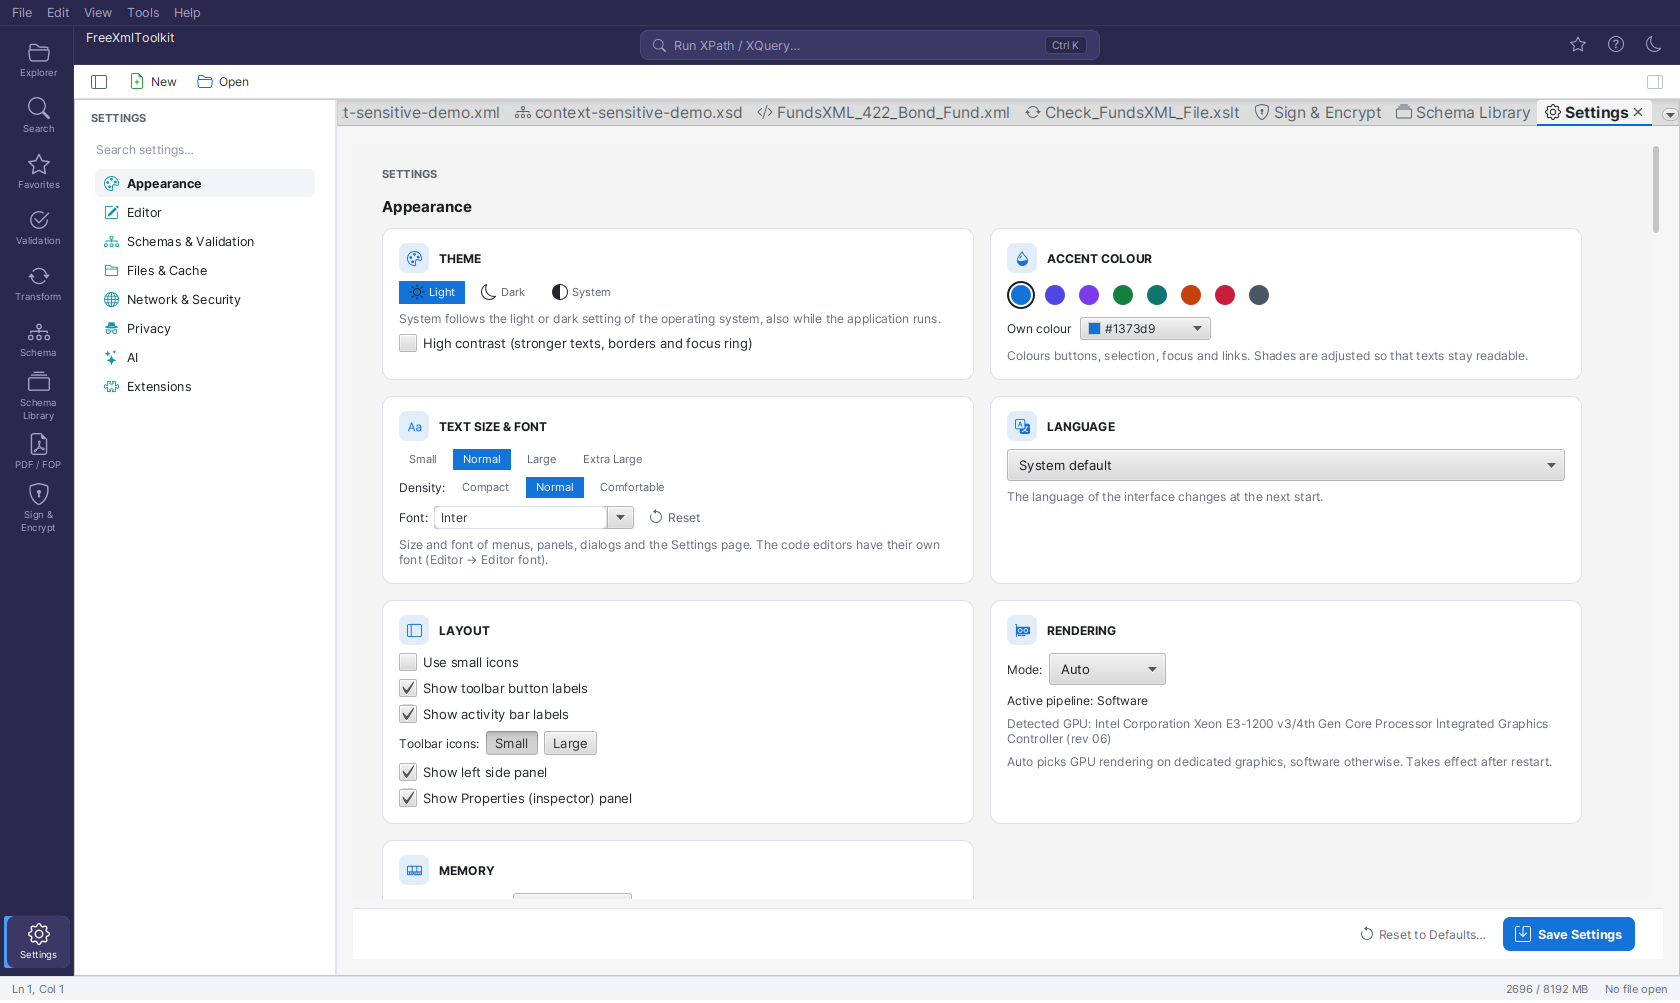 File Edit View Tools Help
FreeXmlToolkit
Run XPath / XQuery... Ctrl K
New Open
Explorer
Search
Favorites
Validation
Transform
Schema
Schema
Library
PDF / FOP
Sign &
Encrypt
Settings
SETTINGS
Search settings...
Appearance
Editor
Schemas & Validation
Files & Cache
Network & Security
Privacy
AI
Extensions
t-sensitive-demo.xml context-sensitive-demo.xsd FundsXML_422_Bond_Fund.xml Check_FundsXML_File.xslt Sign & Encrypt Schema Library Settings
SETTINGS
Appearance
THEME
Light Dark System
System follows the light or dark setting of the operating system, also while the application runs.
High contrast (stronger texts, borders and focus ring)
ACCENT COLOUR
Own colour #1373d9
Colours buttons, selection, focus and links. Shades are adjusted so that texts stay readable.
Aa TEXT SIZE & FONT
Small Normal Large Extra Large
Density: Compact Normal Comfortable
Font: Inter Reset
Size and font of menus, panels, dialogs and the Settings page. The code editors have their own
font (Editor → Editor font).
LANGUAGE
System default
The language of the interface changes at the next start.
LAYOUT
Use small icons
Show toolbar button labels
Show activity bar labels
Toolbar icons: Small Large
Show left side panel
Show Properties (inspector) panel
RENDERING
Mode: Auto
Active pipeline: Software
Detected GPU: Intel Corporation Xeon E3-1200 v3/4th Gen Core Processor Integrated Graphics
Controller (rev 06)
Auto picks GPU rendering on dedicated graphics, software otherwise. Takes effect after restart.
MEMORY
Reset to Defaults... Save Settings
Ln 1, Col 1 2696 / 8192 MB No file open